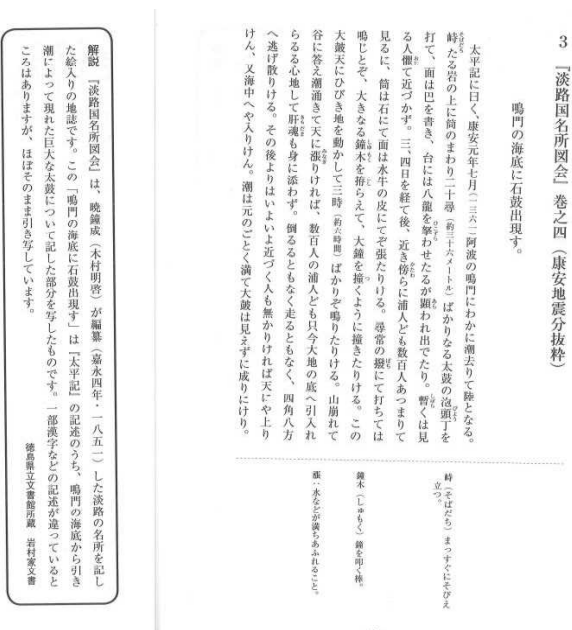 3 『淡路国名所図会』巻之四（康安地震分抜粋）
鳴門の海底に石鼓出現す。
太平記に曰く、康安元年七月（一三六一）阿波の鳴門にわかに潮去りて陸となる。
峙たる岩の上に筒のまわり二十尋（約三十六メートル）ばかりなる太鼓の泡頭丁を
打て、面は巴を書き、台には八龍を拏わせたるが顕われ出でたり。暫くは見
る人懼て近づかず。三、四日を経て後、近き傍らに浦人ども数百人あつまりて
見るに、筒は石にて面は水牛の皮にてぞ張たりける。尋常の撥にて打ちては
鳴じとぞ、大きなる鐘木を拵らえて、大鐘を撞くように撞きたりける。この
大鼓天にひびき地を動かして三時（約六時間）ばかりぞ鳴りたりける。山崩れて
谷に答え潮涌きて天に漲りければ、数百人の浦人ども只今大地の底へ引入れ
らるる心地して肝魂も身に添わず。倒るるともなく走るともなく、四角八方
へ逃げ散りける。その後よりはいよいよ近づく人も無かりければ天にや上り
けん、又海中へや入りけん。潮は元のごとく満て大鼓は見えずに成りにけり。
峙（そばだち）まっすぐにそびえ
立つ。
鐘木（しゅもく）鐘を叩く棒。
漲：水などが満ちあふれること。
解説 『淡路国名所図会』は、暁鐘成（木村明啓）が編纂（嘉永四年・一八五一）した淡路の名所を記し
た絵入りの地誌です。この「鳴門の海底に石鼓出現す」は『太平記』の記述のうち、鳴門の海底から引き
潮によって現れた巨大な太鼓について記した部分を写したものです。一部漢字などの記述が違っていると
ころはありますが、ほぼそのまま引き写しています。
徳島県立文書館所蔵 岩村家文書